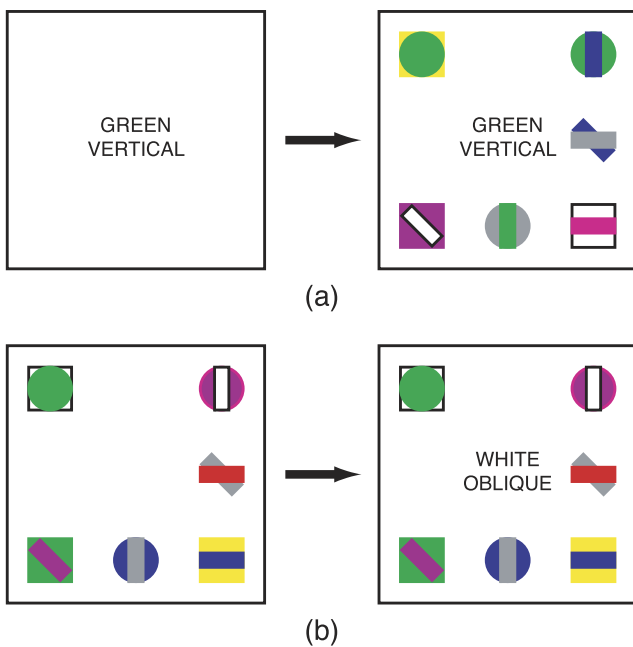 GREEN
VERTICAL
GREEN
VERTICAL
(a)
WHITE
OBLIQUE
(b)